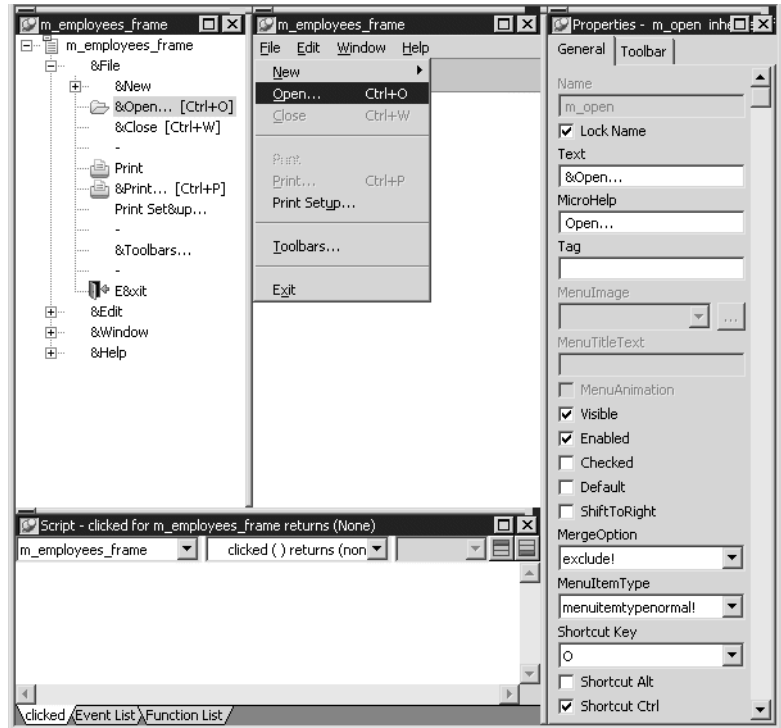 m_employees_frame
m_employees_frame
&File
&New
&Open... [Ctrl+O]
&Close [Ctrl+W]
-
Print
&Print... [Ctrl+P]
Print Set&up...
-
&Toolbars...
-
E&xit
&Edit
&Window
&Help
m_employees_frame
File Edit Window Help
New
Open... Ctrl+O
Close Ctrl+W
Print
Print... Ctrl+P
Print Setup...
Toolbars...
Exit
Properties - m_open
General Toolbar
Name
m_open
Lock Name
Text
&Open...
MicroHelp
Open...
Tag
MenuImage
...
MenuTitleText
MenuAnimation
Visible
Enabled
Checked
Default
ShiftToRight
MergeOption
exclude!
MenuItemType
menuitemtypenormal!
Shortcut Key
O
Shortcut Alt
Shortcut Ctrl
Script - clicked for m_employees_frame returns (None)
m_employees_frame clicked ( ) returns (non
clicked Event List Function List